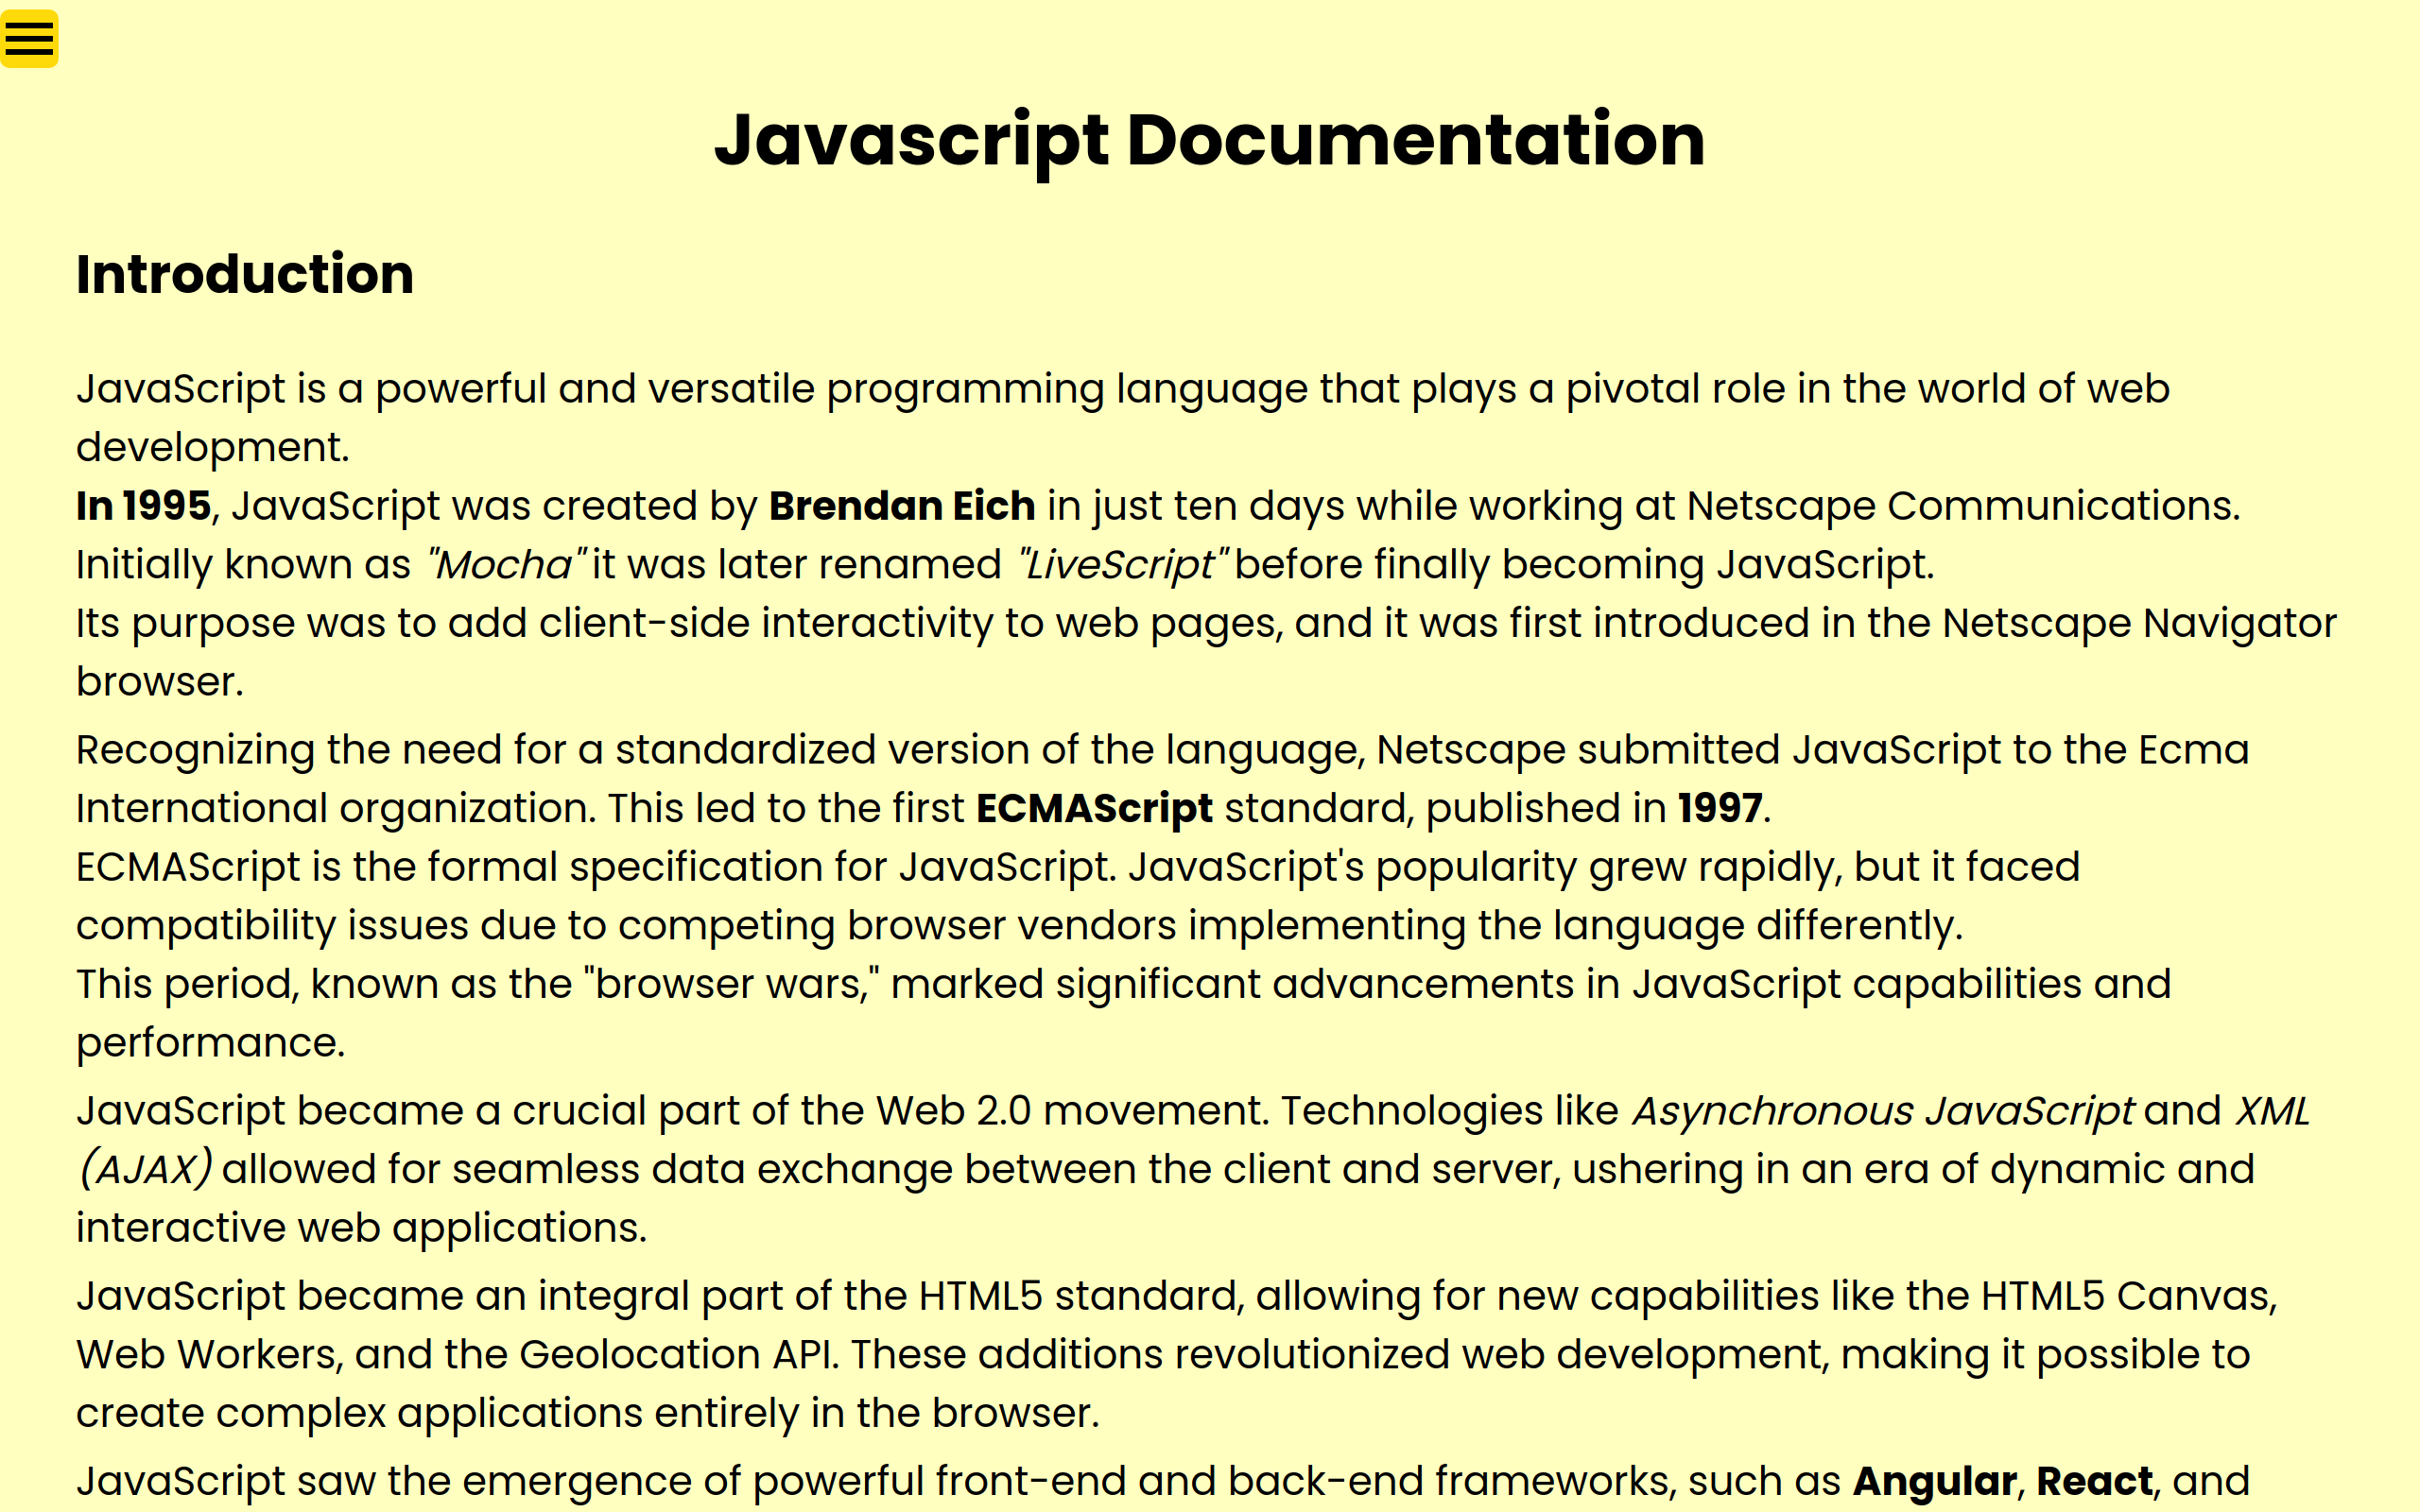 Javascript Documentation
Introduction
JavaScript is a powerful and versatile programming language that plays a pivotal role in the world of web
development.
In 1995, JavaScript was created by Brendan Eich in just ten days while working at Netscape Communications.
Initially known as "Mocha" it was later renamed "LiveScript" before finally becoming JavaScript.
Its purpose was to add client-side interactivity to web pages, and it was first introduced in the Netscape Navigator
browser.
Recognizing the need for a standardized version of the language, Netscape submitted JavaScript to the Ecma
International organization. This led to the first ECMAScript standard, published in 1997.
ECMAScript is the formal specification for JavaScript. JavaScript's popularity grew rapidly, but it faced
compatibility issues due to competing browser vendors implementing the language differently.
This period, known as the "browser wars," marked significant advancements in JavaScript capabilities and
performance.
JavaScript became a crucial part of the Web 2.0 movement. Technologies like Asynchronous JavaScript and XML
(AJAX) allowed for seamless data exchange between the client and server, ushering in an era of dynamic and
interactive web applications.
JavaScript became an integral part of the HTML5 standard, allowing for new capabilities like the HTML5 Canvas,
Web Workers, and the Geolocation API. These additions revolutionized web development, making it possible to
create complex applications entirely in the browser.
JavaScript saw the emergence of powerful front-end and back-end frameworks, such as Angular, React, and